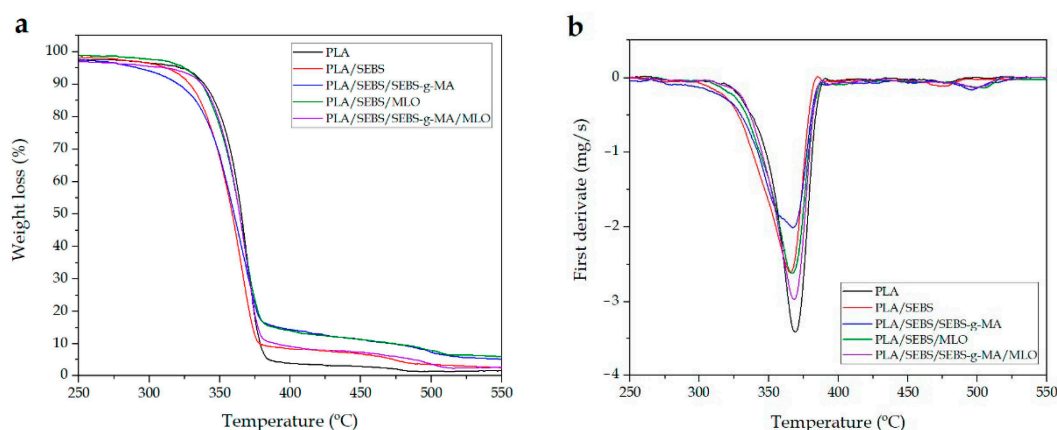 a
100
90
80
70
60
50
40
30
20
10
0
Weight loss (%)
PLA
PLA/SEBS
PLA/SEBS/SEBS-g-MA
PLA/SEBS/MLO
PLA/SEBS/SEBS-g-MA/MLO
250 300 350 400 450 500 550
Temperature (ºC)
b
0
−1
−2
−3
−4
First derivate (mg/s)
PLA
PLA/SEBS
PLA/SEBS/SEBS-g-MA
PLA/SEBS/MLO
PLA/SEBS/SEBS-g-MA/MLO
250 300 350 400 450 500 550
Temperature (ºC)